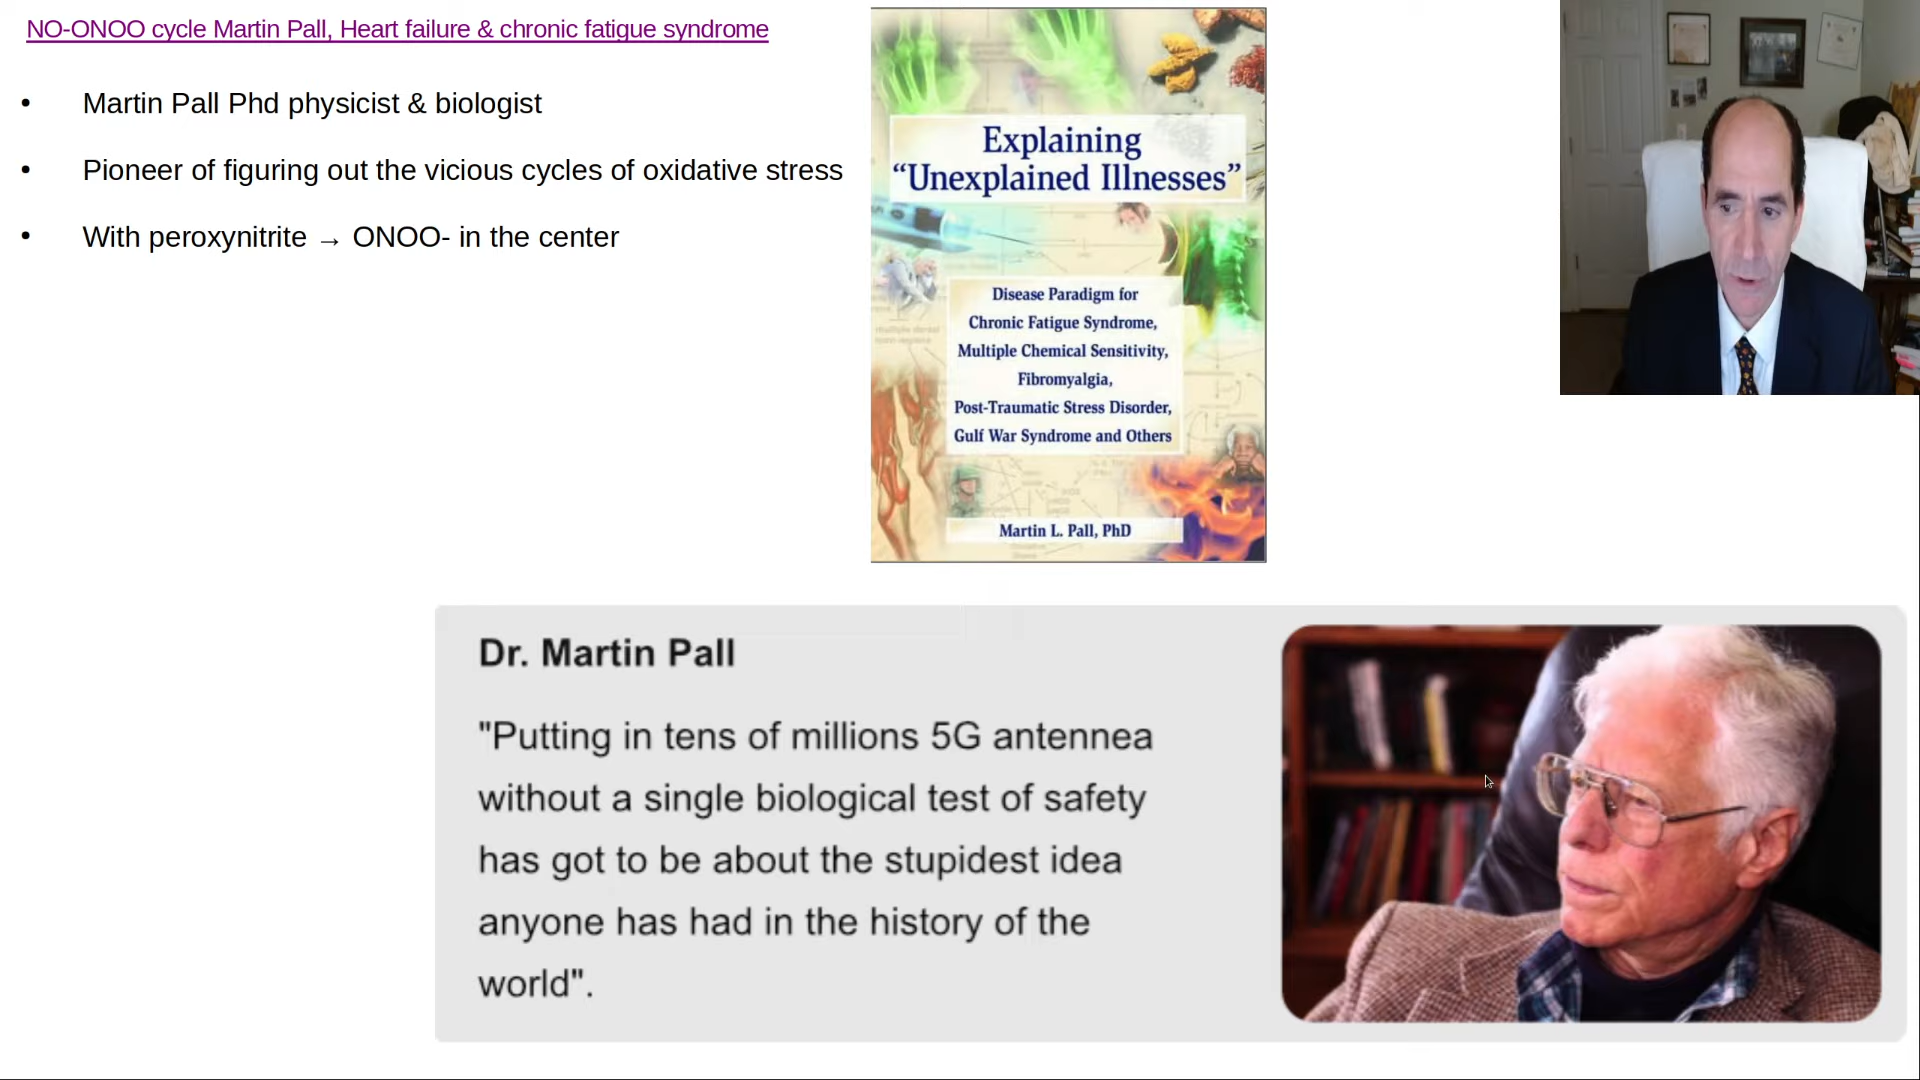 NO-ONOO cycle Martin Pall, Heart failure & chronic fatigue syndrome
• Martin Pall Phd physicist & biologist
• Pioneer of figuring out the vicious cycles of oxidative stress
• With peroxynitrite → ONOO- in the center
Explaining
“Unexplained Illnesses”
Disease Paradigm for
Chronic Fatigue Syndrome,
Multiple Chemical Sensitivity,
Fibromyalgia,
Post-Traumatic Stress Disorder,
Gulf War Syndrome and Others
Martin L. Pall, PhD
Dr. Martin Pall
"Putting in tens of millions 5G antennea
without a single biological test of safety
has got to be about the stupidest idea
anyone has had in the history of the
world".